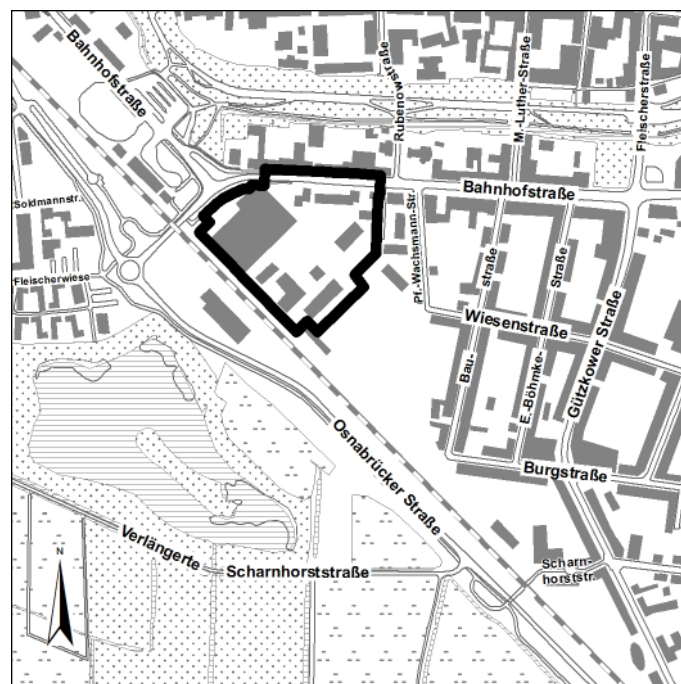 Bahnhofstraße
Rubenowstraße
M.-Luther-Straße
Fleischerstraße
Bahnhofstraße
Soldmannstr.
Pf.-Wachsmann-Str.
Fleischerwiese
Bau-
straße
E.-Böhmke-
Straße
Wiesenstraße
Gützkower Straße
Osnabrücker Straße
Burgstraße
Verlängerte
Scharnhorststraße
Scharn-
horststr.
N